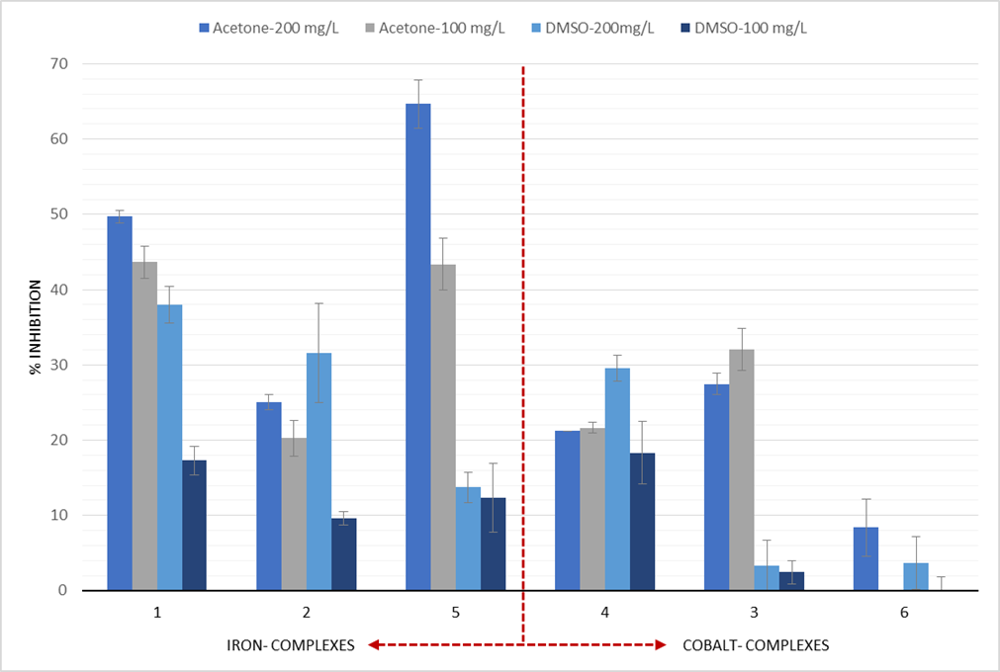 Acetone-200 mg/L Acetone-100 mg/L DMSO-200mg/L DMSO-100 mg/L
70
60
50
40
30
20
10
0
% INHIBITION
1 2 5 4 3 6
IRON- COMPLEXES COBALT- COMPLEXES